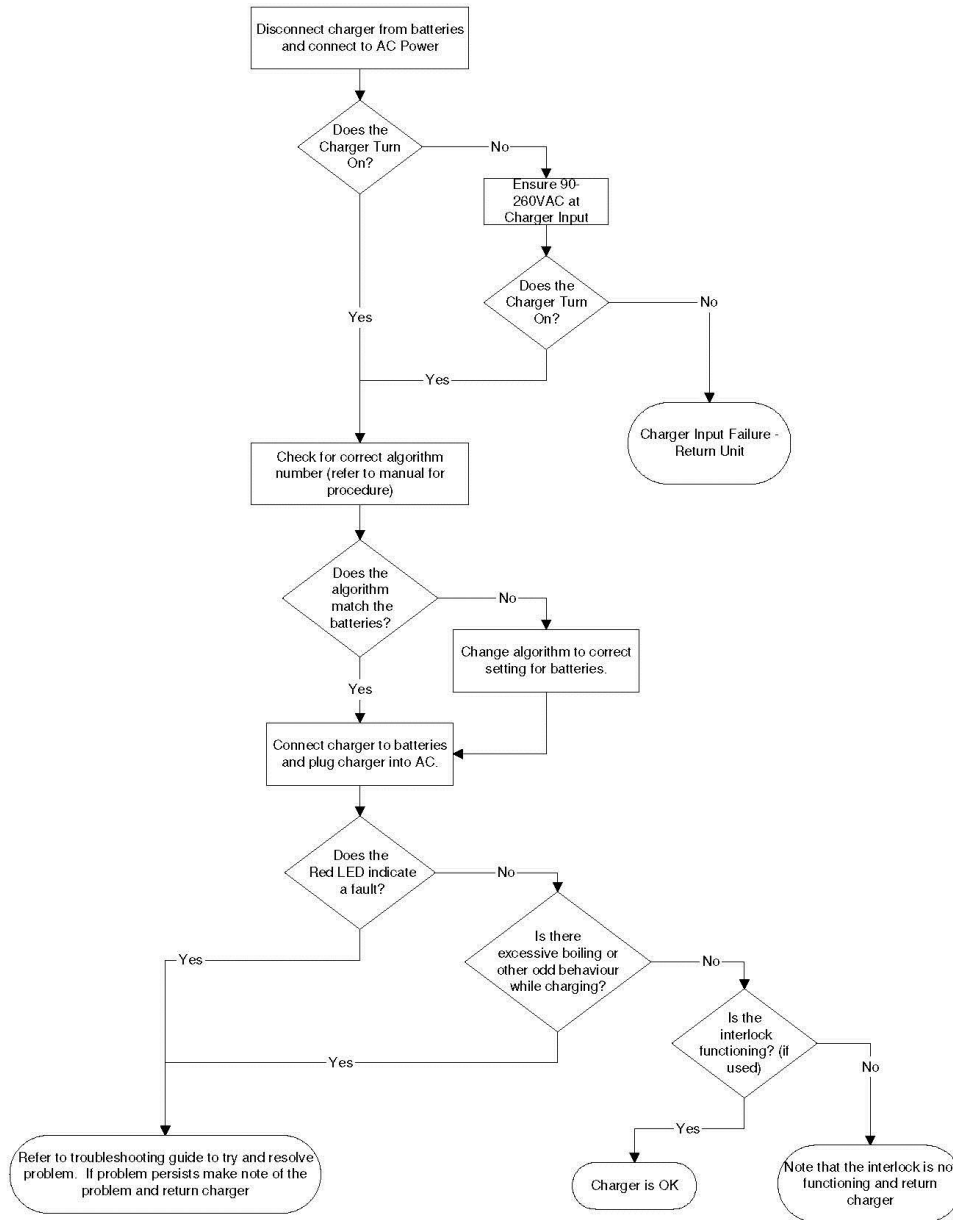 Disconnect charger from batteries
and connect to AC Power
Does the
Charger Turn
On?
No
Ensure 90-
260VAC at
Charger Input
Does the
Charger Turn
On?
No
Yes
Yes
Charger Input Failure -
Return Unit
Check for correct algorithm
number (refer to manual for
procedure)
Does the
algorithm
match the
batteries?
No
Change algorithm to correct
setting for batteries.
Yes
Connect charger to batteries
and plug charger into AC.
Does the
Red LED indicate
a fault?
No
Is there
excessive boiling or
other odd behaviour
while charging?
Yes
No
Is the
interlock
functioning? (if
used)
Yes
No
Yes
Refer to troubleshooting guide to try and resolve
problem. If problem persists make note of the
problem and return charger
Charger is OK
Note that the interlock is not
functioning and return
charger